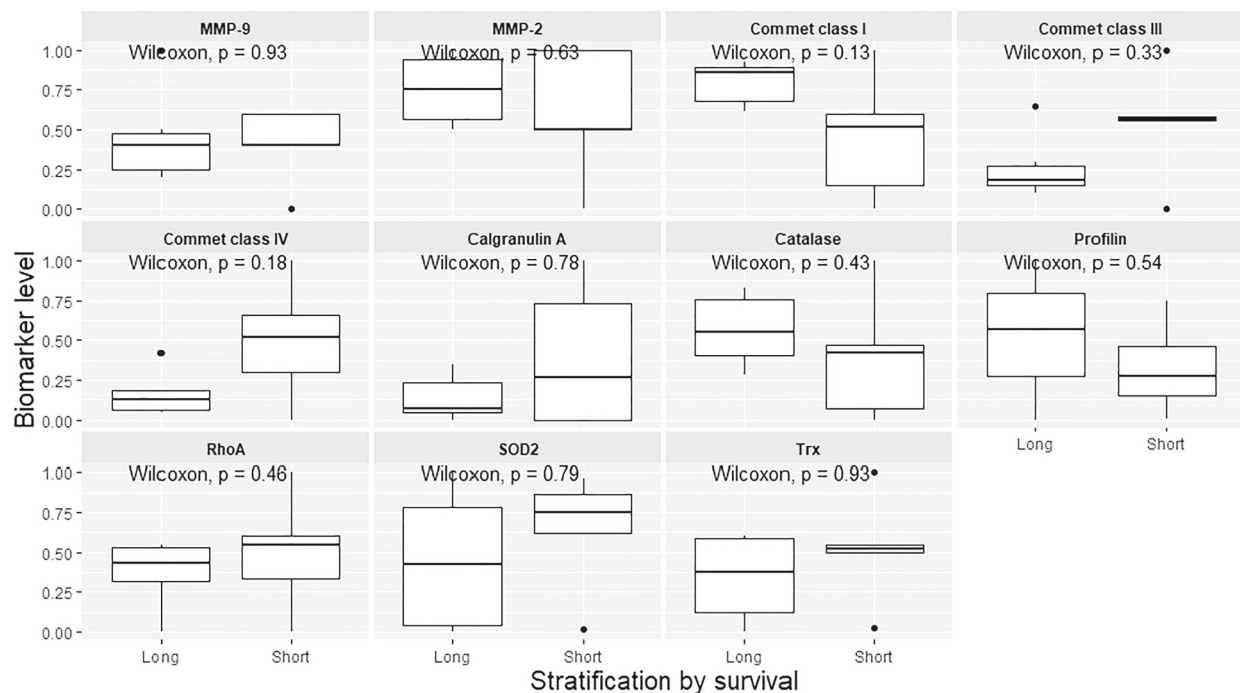 MMP-9 MMP-2 Commet class I Commet class III
Wilcoxon, p = 0.93 Wilcoxon, p = 0.63 Wilcoxon, p = 0.13 Wilcoxon, p = 0.33
1.00
0.75
0.50
0.25
0.00
Commet class IV Calgranulin A Catalase Profilin
Wilcoxon, p = 0.18 Wilcoxon, p = 0.78 Wilcoxon, p = 0.43 Wilcoxon, p = 0.54
1.00
0.75
0.50
0.25
0.00
Biomarker level
Long Short
RhoA SOD2 Trx
Wilcoxon, p = 0.46 Wilcoxon, p = 0.79 Wilcoxon, p = 0.93
1.00
0.75
0.50
0.25
0.00
Long Short Long Short Long Short
Stratification by survival